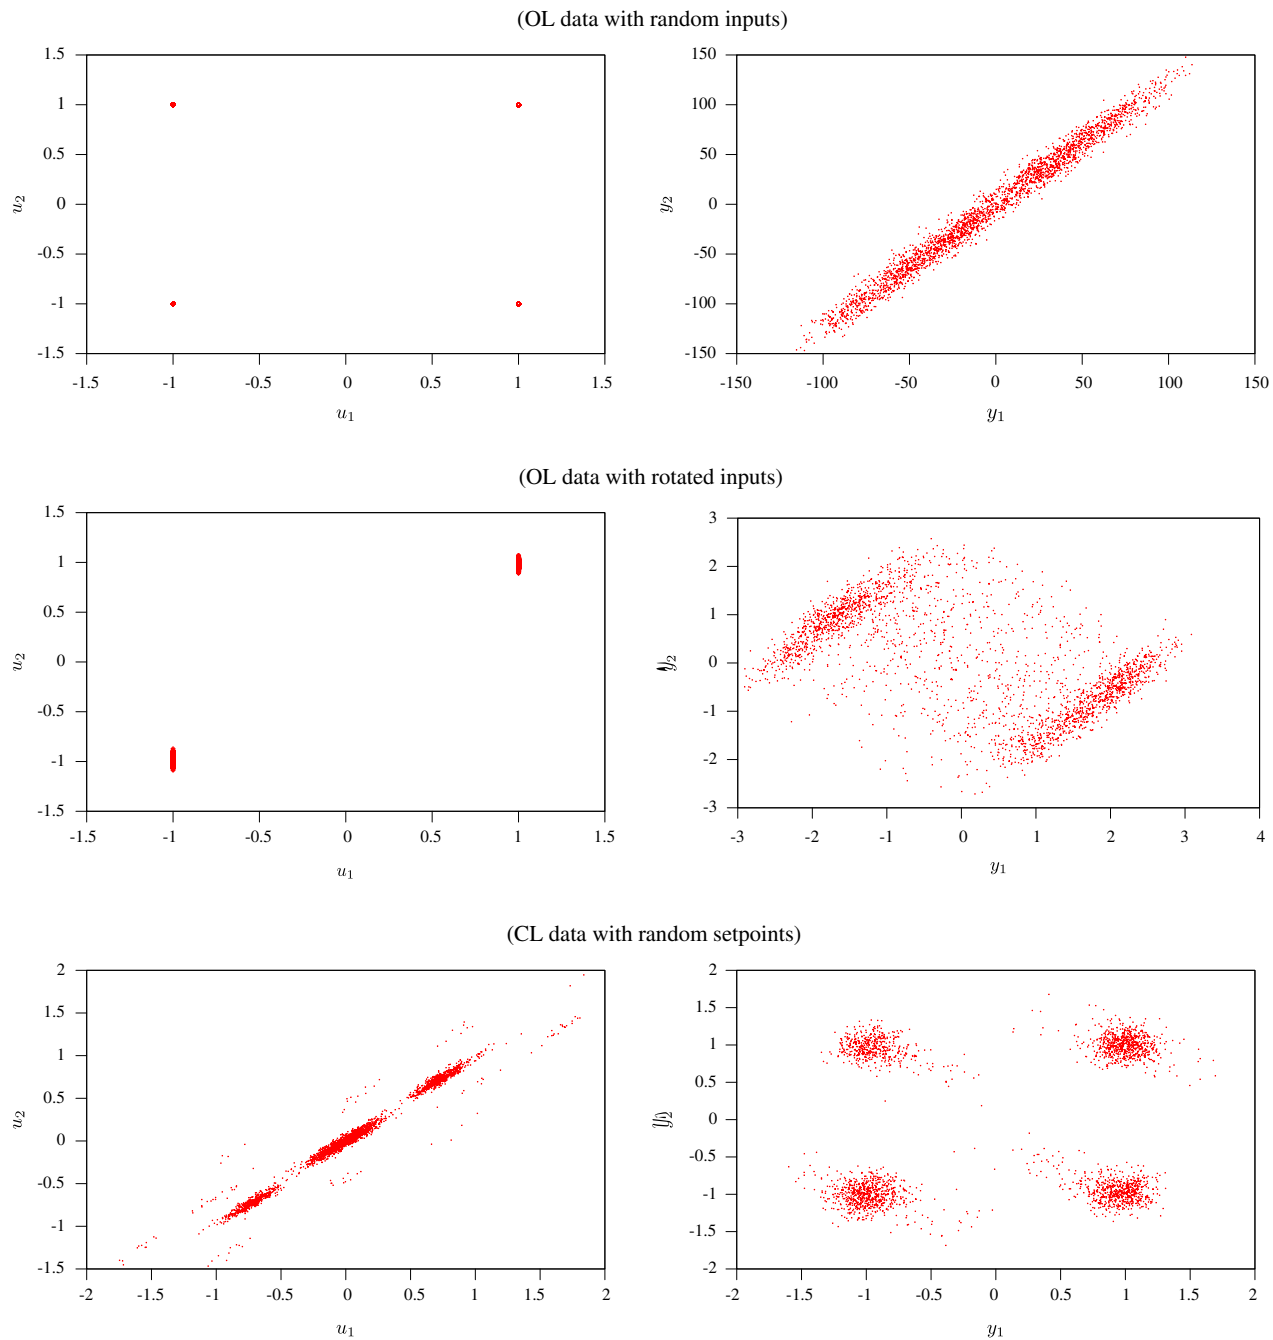 (OL data with random inputs)
1.5
1
0.5
0
-0.5
-1
-1.5
u₂
-1.5 -1 -0.5 0 0.5 1 1.5
u₁
150
100
50
0
-50
-100
-150
y₂
-150 -100 -50 0 50 100 150
y₁
(OL data with rotated inputs)
1.5
1
0.5
0
-0.5
-1
-1.5
u₂
-1.5 -1 -0.5 0 0.5 1 1.5
u₁
3
2
1
0
-1
-2
-3
y₂
-3 -2 -1 0 1 2 3 4
y₁
(CL data with random setpoints)
2
1.5
1
0.5
0
-0.5
-1
-1.5
u₂
-2 -1.5 -1 -0.5 0 0.5 1 1.5 2
u₁
2
1.5
1
0.5
0
-0.5
-1
-1.5
-2
y₂
-2 -1.5 -1 -0.5 0 0.5 1 1.5 2
y₁